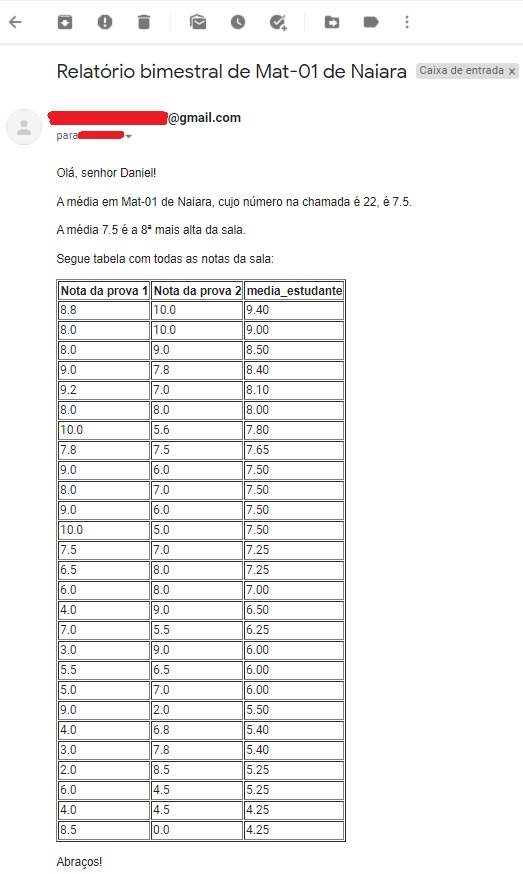 Relatório bimestral de Mat-01 de Naiara Caixa de entrada x
@gmail.com
para
Olá, senhor Daniel!
A média em Mat-01 de Naiara, cujo número na chamada é 22, é 7.5.
A média 7.5 é a 8ª mais alta da sala.
Segue tabela com todas as notas da sala:
Nota da prova 1 Nota da prova 2 media_estudante
8.8 10.0 9.40
8.0 10.0 9.00
8.0 9.0 8.50
9.0 7.8 8.40
9.2 7.0 8.10
8.0 8.0 8.00
10.0 5.6 7.80
7.8 7.5 7.65
9.0 6.0 7.50
8.0 7.0 7.50
9.0 6.0 7.50
10.0 5.0 7.50
7.5 7.0 7.25
6.5 8.0 7.25
6.0 8.0 7.00
4.0 9.0 6.50
7.0 5.5 6.25
3.0 9.0 6.00
5.5 6.5 6.00
5.0 7.0 6.00
9.0 2.0 5.50
4.0 6.8 5.40
3.0 7.8 5.40
2.0 8.5 5.25
6.0 4.5 5.25
4.0 4.5 4.25
8.5 0.0 4.25
Abraços!